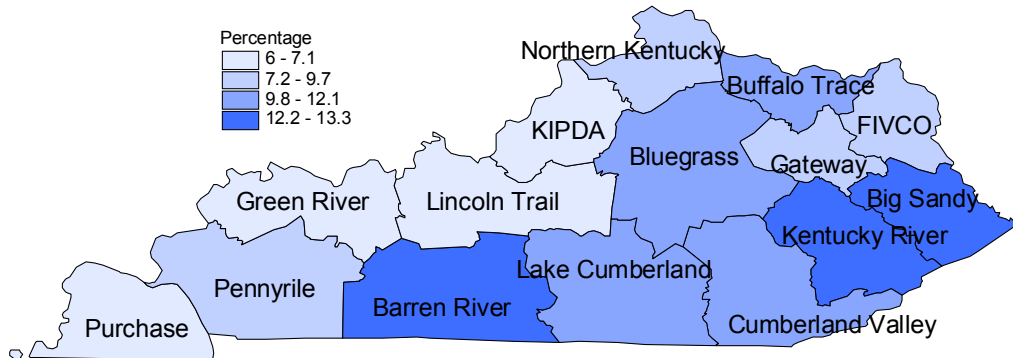 Percentage
6 - 7.1
7.2 - 9.7
9.8 - 12.1
12.2 - 13.3
Northern Kentucky
Buffalo Trace
KIPDA
FIVCO
Bluegrass
Gateway
Green River
Lincoln Trail
Big Sandy
Kentucky River
Lake Cumberland
Pennyrile
Barren River
Purchase
Cumberland Valley